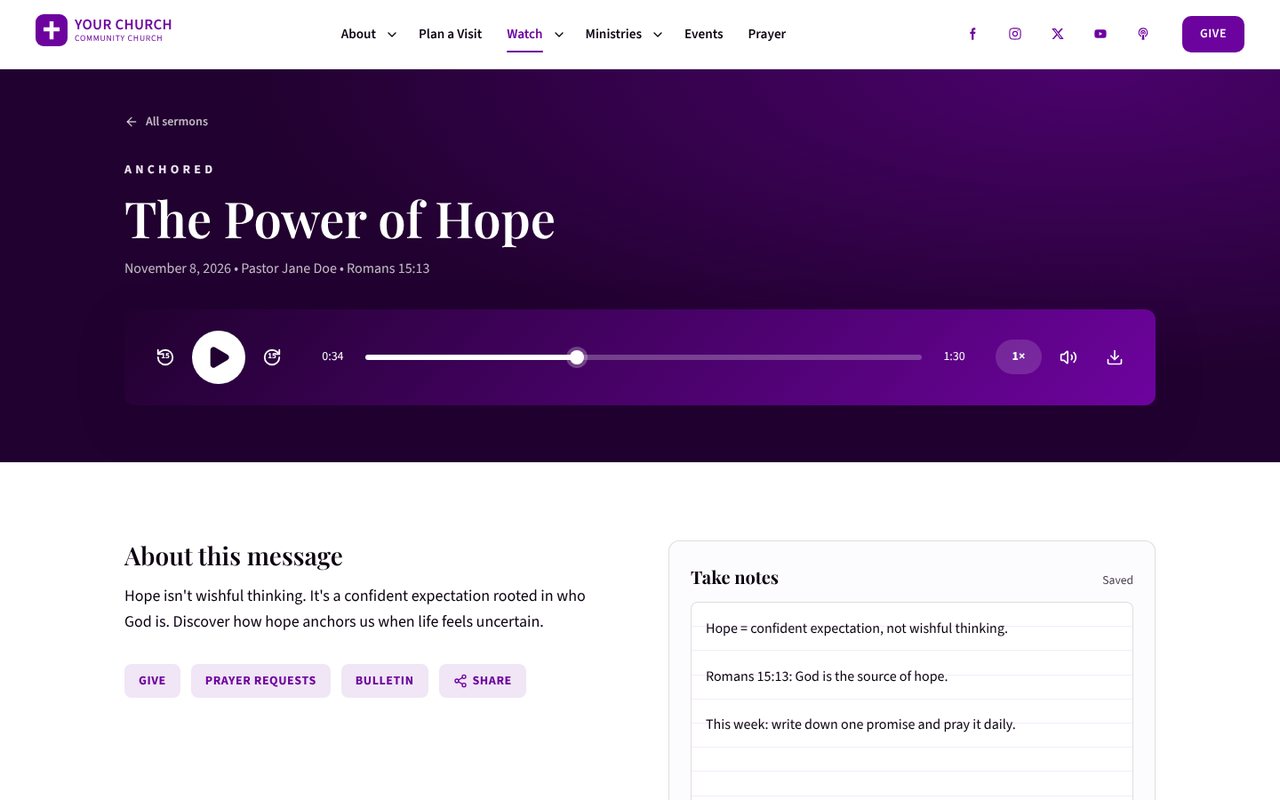 YOUR CHURCH
COMMUNITY CHURCH
About
Plan a Visit
Watch
Ministries
Events
Prayer
GIVE
All sermons
ANCHORED
The Power of Hope
November 8, 2026 • Pastor Jane Doe • Romans 15:13
15
15
0:34
1:30
1×
About this message
Hope isn't wishful thinking. It's a confident expectation rooted in who
God is. Discover how hope anchors us when life feels uncertain.
GIVE
PRAYER REQUESTS
BULLETIN
SHARE
Take notes
Saved
Hope = confident expectation, not wishful thinking.
Romans 15:13: God is the source of hope.
This week: write down one promise and pray it daily.